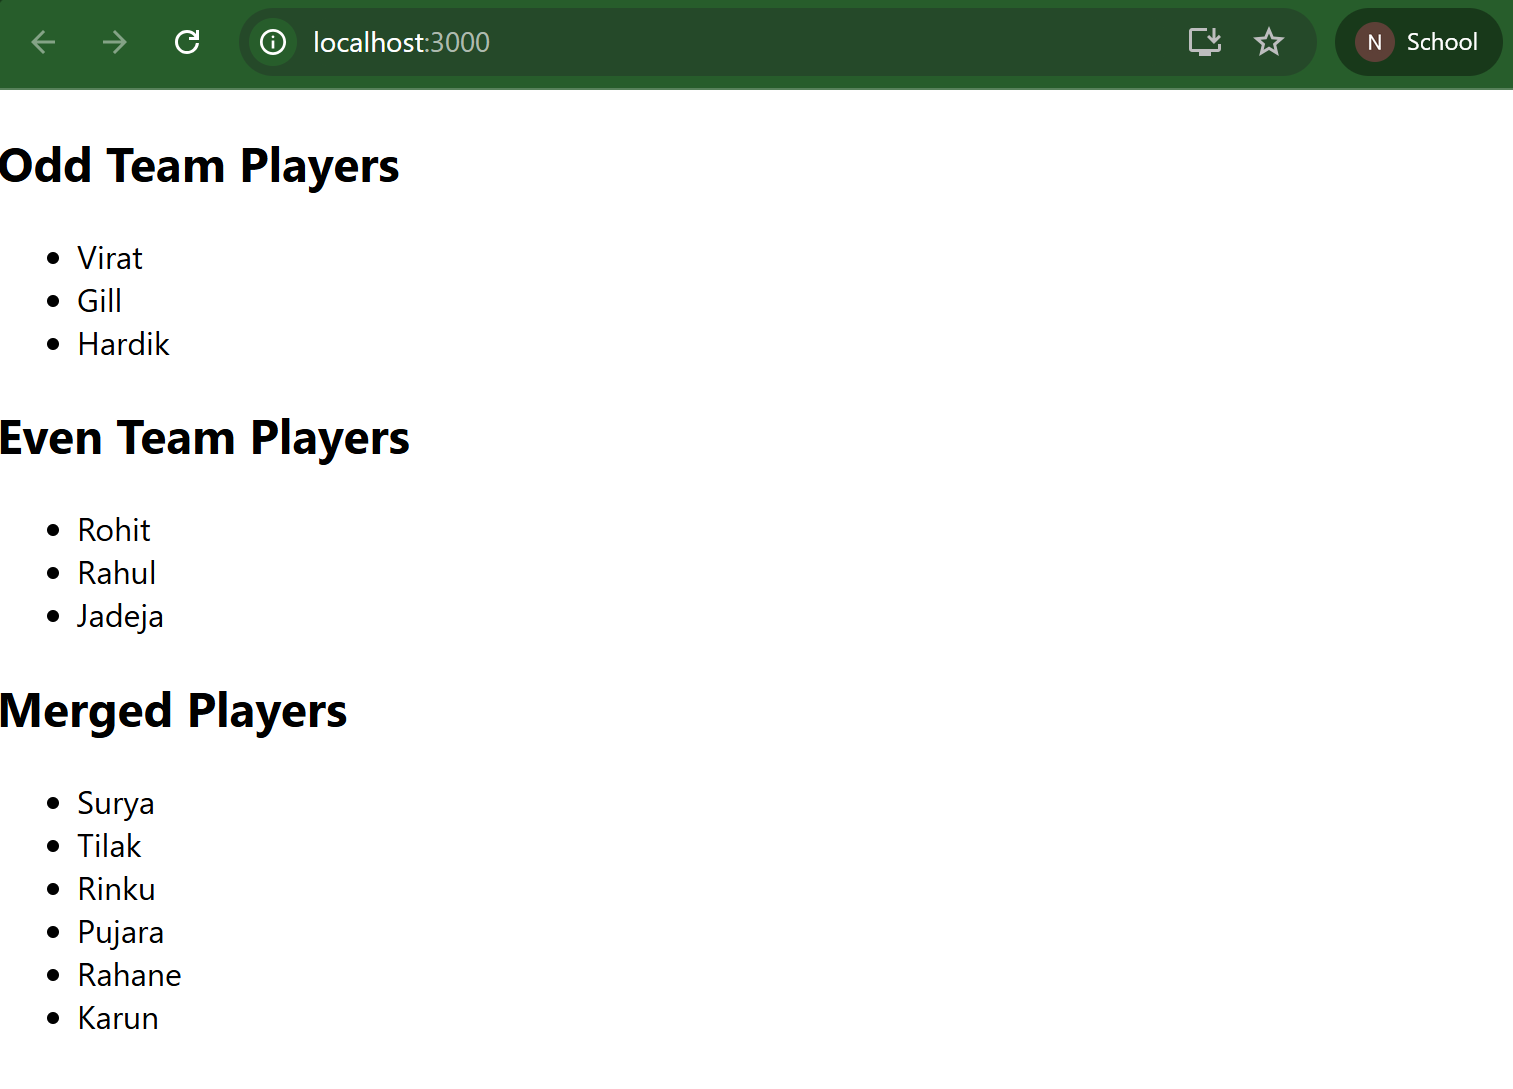 localhost:3000
N School
Odd Team Players
Virat
Gill
Hardik
Even Team Players
Rohit
Rahul
Jadeja
Merged Players
Surya
Tilak
Rinku
Pujara
Rahane
Karun